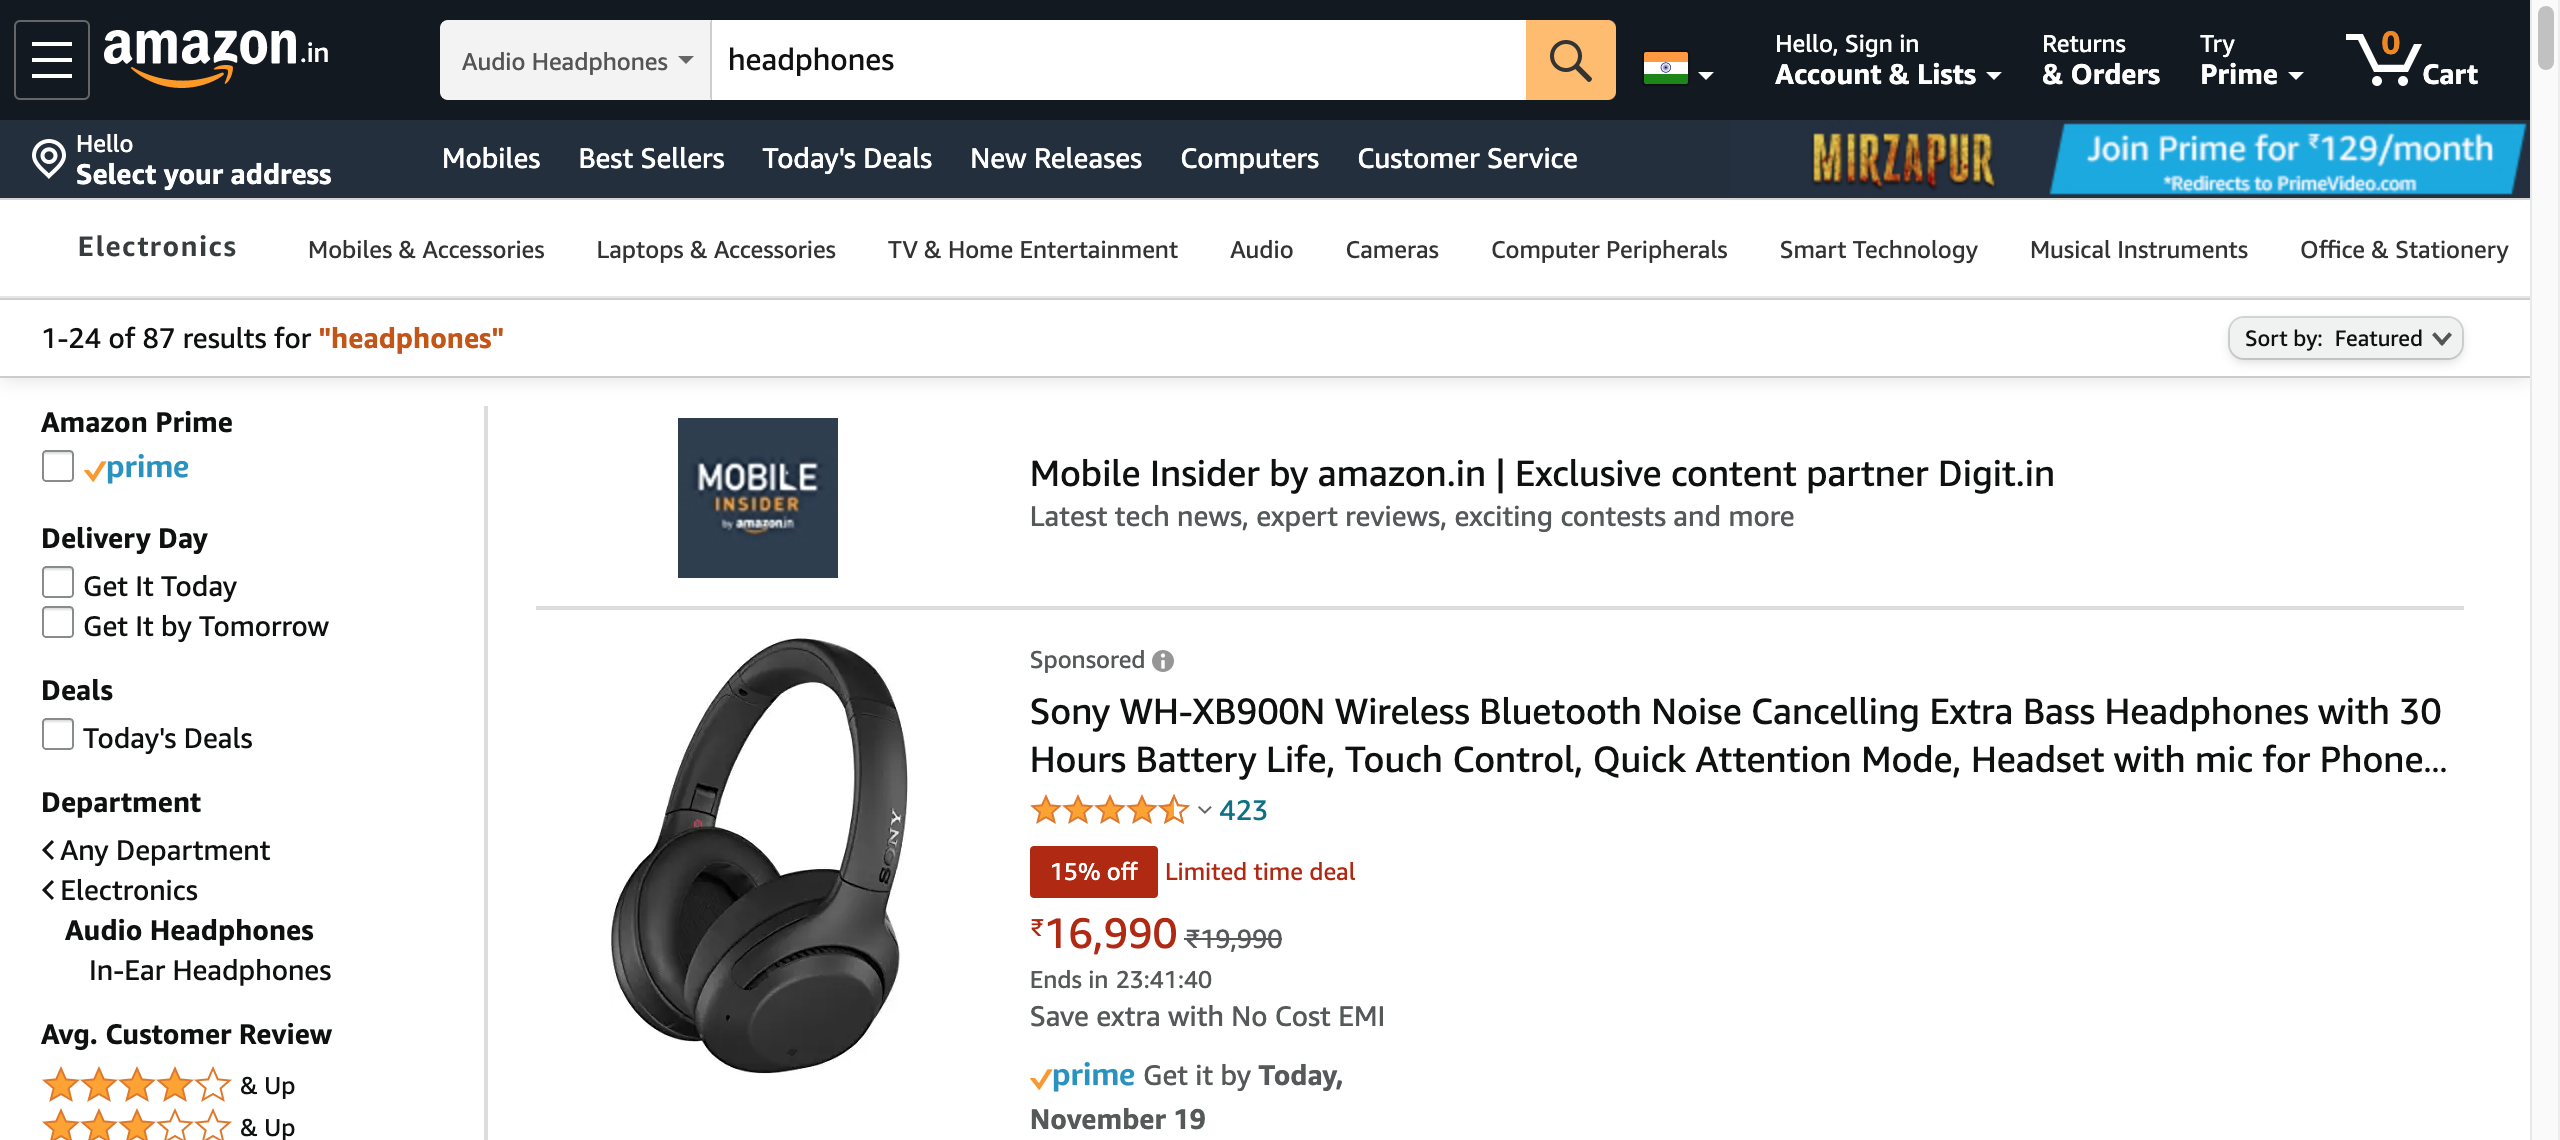 amazon.in
Audio Headphones
headphones
Hello, Sign in
Account & Lists
Returns
& Orders
Try
Prime
0
Cart
Hello
Select your address
Mobiles
Best Sellers
Today's Deals
New Releases
Computers
Customer Service
MIRZAPUR
Join Prime for ₹129/month
*Redirects to PrimeVideo.com
Electronics
Mobiles & Accessories
Laptops & Accessories
TV & Home Entertainment
Audio
Cameras
Computer Peripherals
Smart Technology
Musical Instruments
Office & Stationery
1-24 of 87 results for "headphones"
Sort by: Featured
Amazon Prime
prime
Delivery Day
Get It Today
Get It by Tomorrow
Deals
Today's Deals
Department
Any Department
Electronics
Audio Headphones
In-Ear Headphones
Avg. Customer Review
& Up
& Up
MOBILE
INSIDER
by amazon.in
Mobile Insider by amazon.in | Exclusive content partner Digit.in
Latest tech news, expert reviews, exciting contests and more
SONY
Sponsored
Sony WH-XB900N Wireless Bluetooth Noise Cancelling Extra Bass Headphones with 30
Hours Battery Life, Touch Control, Quick Attention Mode, Headset with mic for Phone...
423
15% off Limited time deal
₹16,990 ₹19,990
Ends in 23:41:40
Save extra with No Cost EMI
prime Get it by Today,
November 19